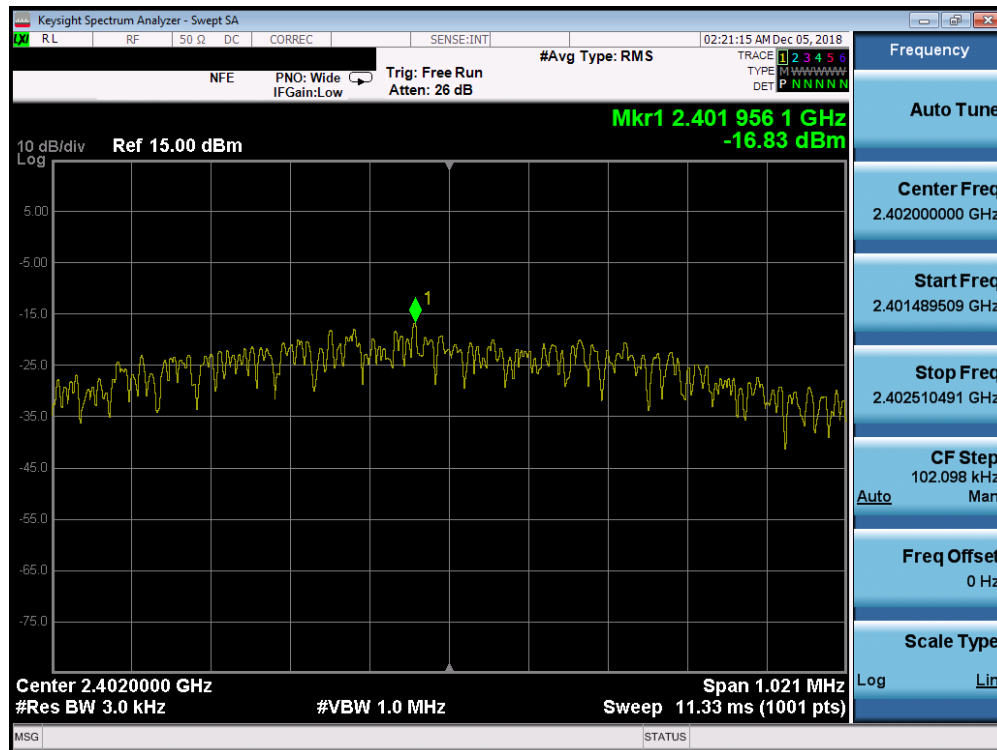 Keysight Spectrum Analyzer - Swept SA
LXI RL RF 50 Ω DC CORREC SENSE:INT 02:21:15 AM Dec 05, 2018
NFE PNO: Wide Trig: Free Run #Avg Type: RMS TRACE 1 2 3 4 5 6
IFGain:Low Atten: 26 dB TYPE M WWWWW
DET P N N N N N
Mkr1 2.401 956 1 GHz
-16.83 dBm
10 dB/div Ref 15.00 dBm
Log
5.00
-5.00
1
-15.0
-25.0
-35.0
-45.0
-55.0
-65.0
-75.0
Center 2.4020000 GHz Span 1.021 MHz
#Res BW 3.0 kHz #VBW 1.0 MHz Sweep 11.33 ms (1001 pts)
MSG STATUS
Frequency
Auto Tune
Center Freq
2.402000000 GHz
Start Freq
2.401489509 GHz
Stop Freq
2.402510491 GHz
CF Step
102.098 kHz
Auto Man
Freq Offset
0 Hz
Scale Type
Log Lin